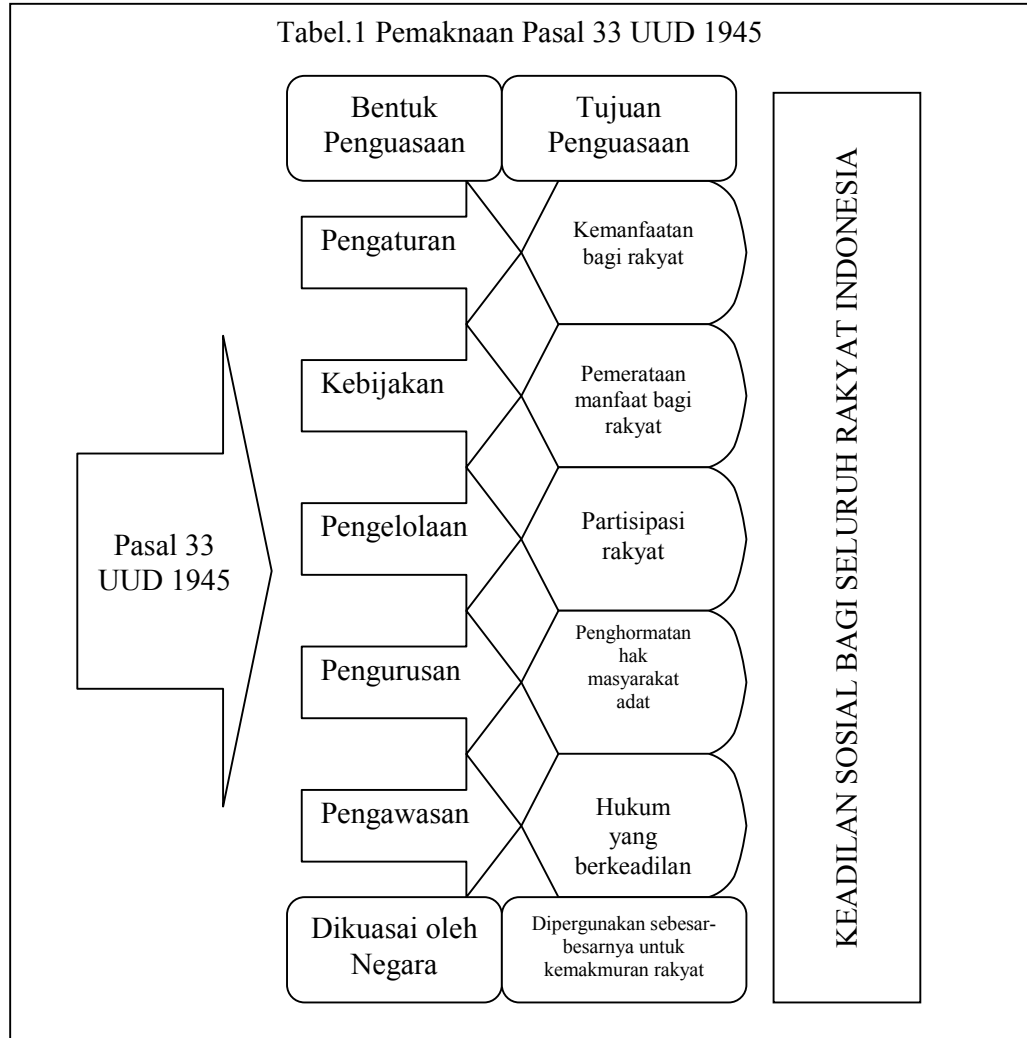 Tabel.1 Pemaknaan Pasal 33 UUD 1945
Bentuk
Penguasaan
Tujuan
Penguasaan
Pengaturan
Kemanfaatan
bagi rakyat
Kebijakan
Pemerataan
manfaat bagi
rakyat
Pasal 33
UUD 1945
Pengelolaan
Partisipasi
rakyat
Pengurusan
Penghormatan
hak
masyarakat
adat
Pengawasan
Hukum
yang
berkeadilan
Dikuasai oleh
Negara
Dipergunakan sebesar-
besarnya untuk
kemakmuran rakyat
KEADILAN SOSIAL BAGI SELURUH RAKYAT INDONESIA